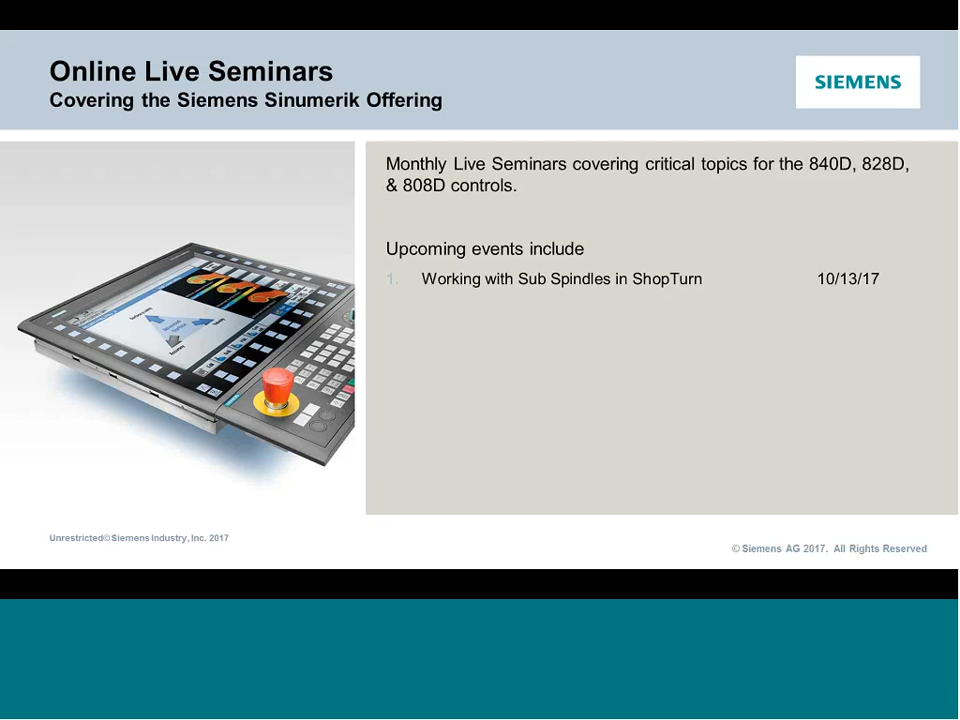 Online Live Seminars
Covering the Siemens Sinumerik Offering
SIEMENS
Monthly Live Seminars covering critical topics for the 840D, 828D,
& 808D controls.
Upcoming events include
1. Working with Sub Spindles in ShopTurn 10/13/17
Unrestricted© Siemens Industry, Inc. 2017
© Siemens AG 2017. All Rights Reserved